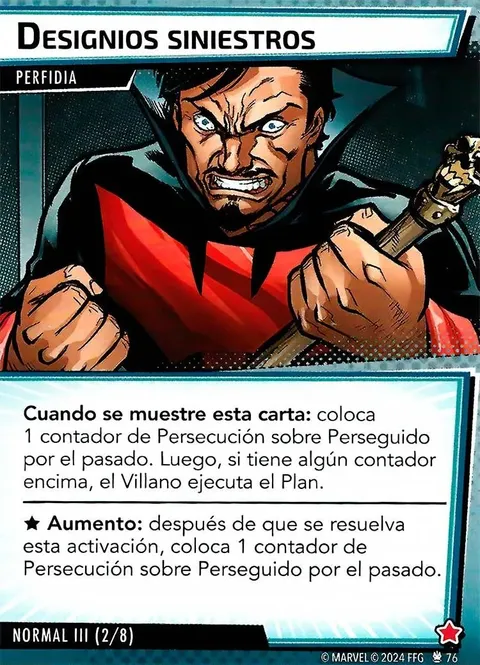 DESIGNIOS SINIESTROS
PERFIDIA
Cuando se muestre esta carta: coloca
1 contador de Persecución sobre Perseguido
por el pasado. Luego, si tiene algún contador
encima, el Villano ejecuta el Plan.
★ Aumento: después de que se resuelva
esta activación, coloca 1 contador de
Persecución sobre Perseguido por el pasado.
NORMAL III (2/8)
© MARVEL © 2024 FFG 76